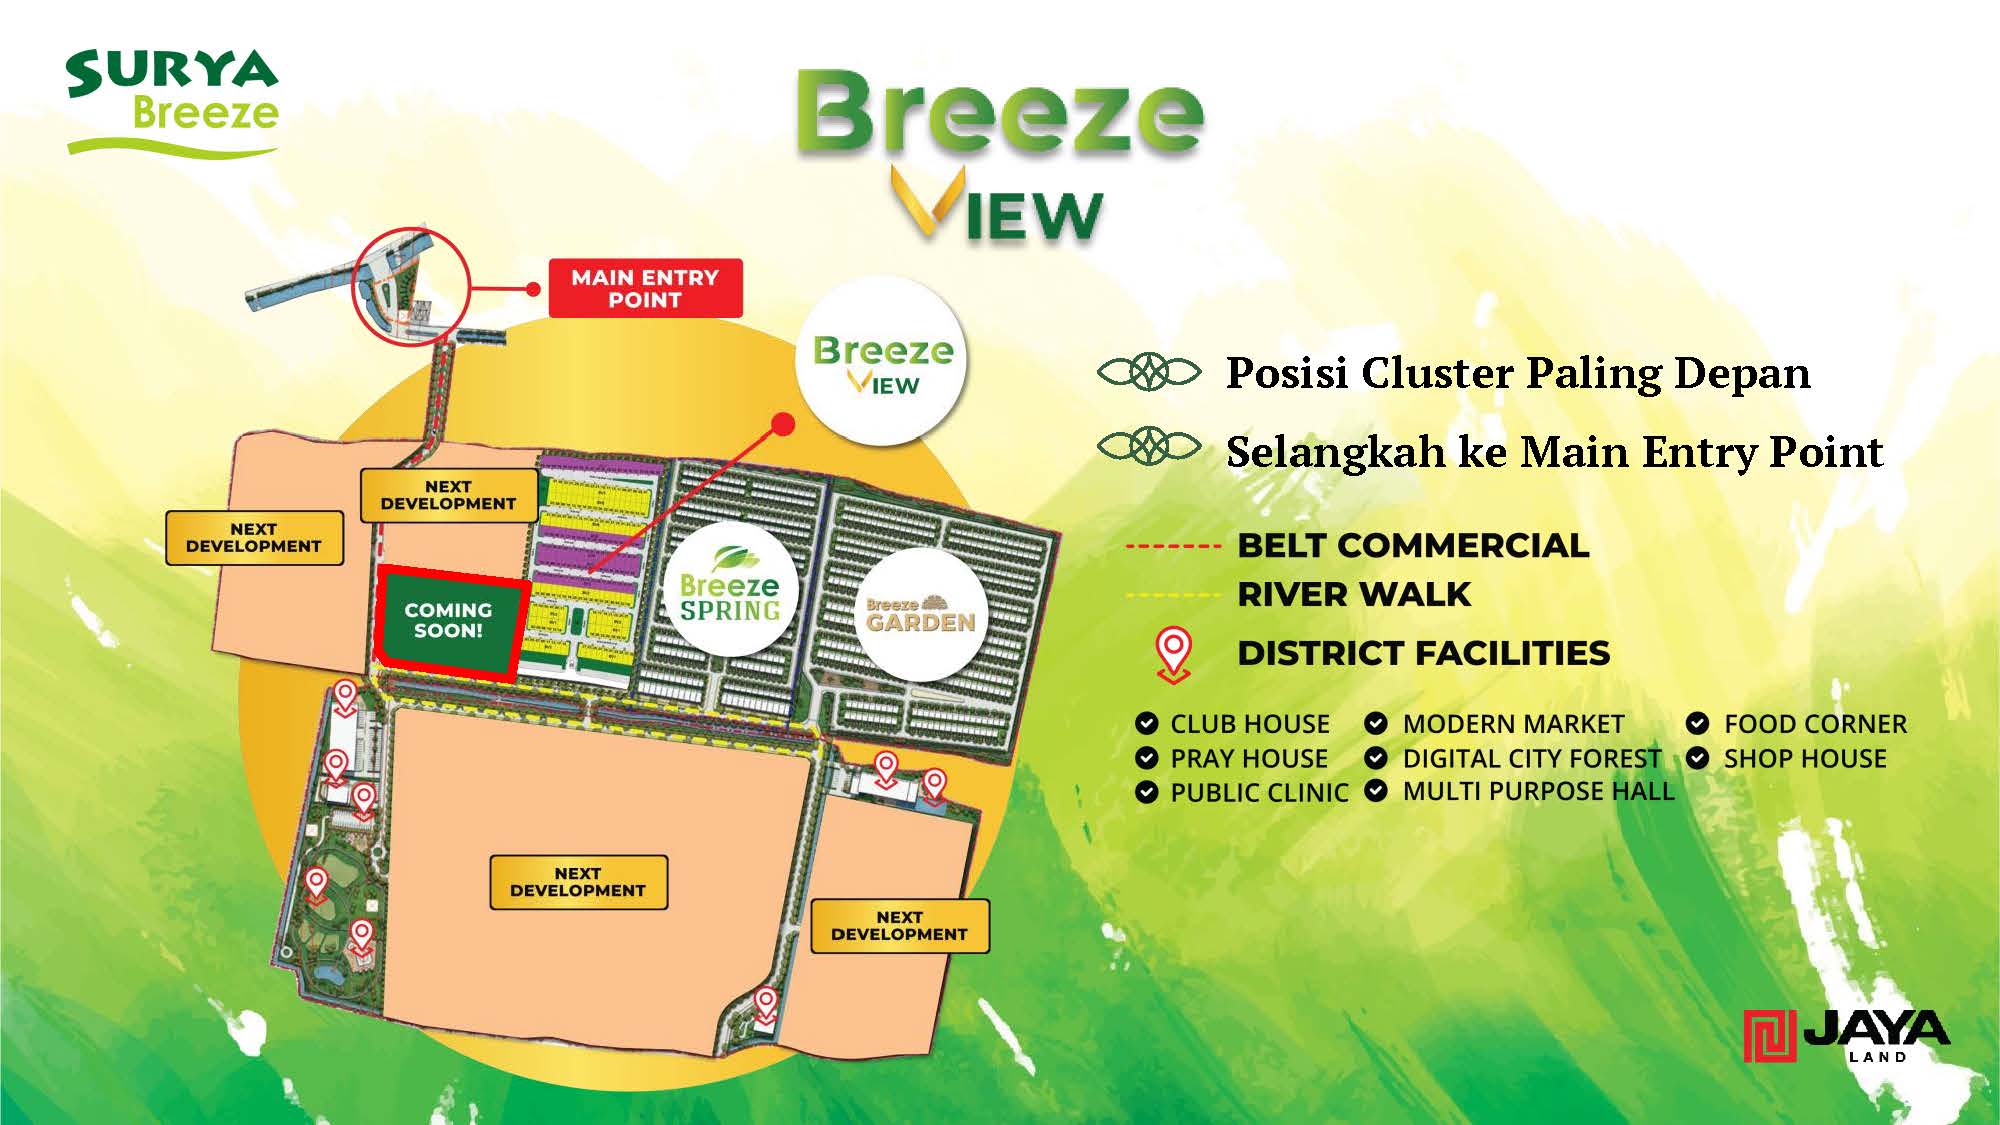 SURYA
Breeze
Breeze
VIEW
MAIN ENTRY
POINT
Breeze
VIEW
Posisi Cluster Paling Depan
Selangkah ke Main Entry Point
NEXT
DEVELOPMENT
NEXT
DEVELOPMENT
COMING
SOON!
Breeze
SPRING
Breeze
GARDEN
BELT COMMERCIAL
RIVER WALK
DISTRICT FACILITIES
CLUB HOUSE
PRAY HOUSE
PUBLIC CLINIC
MODERN MARKET
DIGITAL CITY FOREST
MULTI PURPOSE HALL
FOOD CORNER
SHOP HOUSE
NEXT
DEVELOPMENT
NEXT
DEVELOPMENT
JAYA
LAND